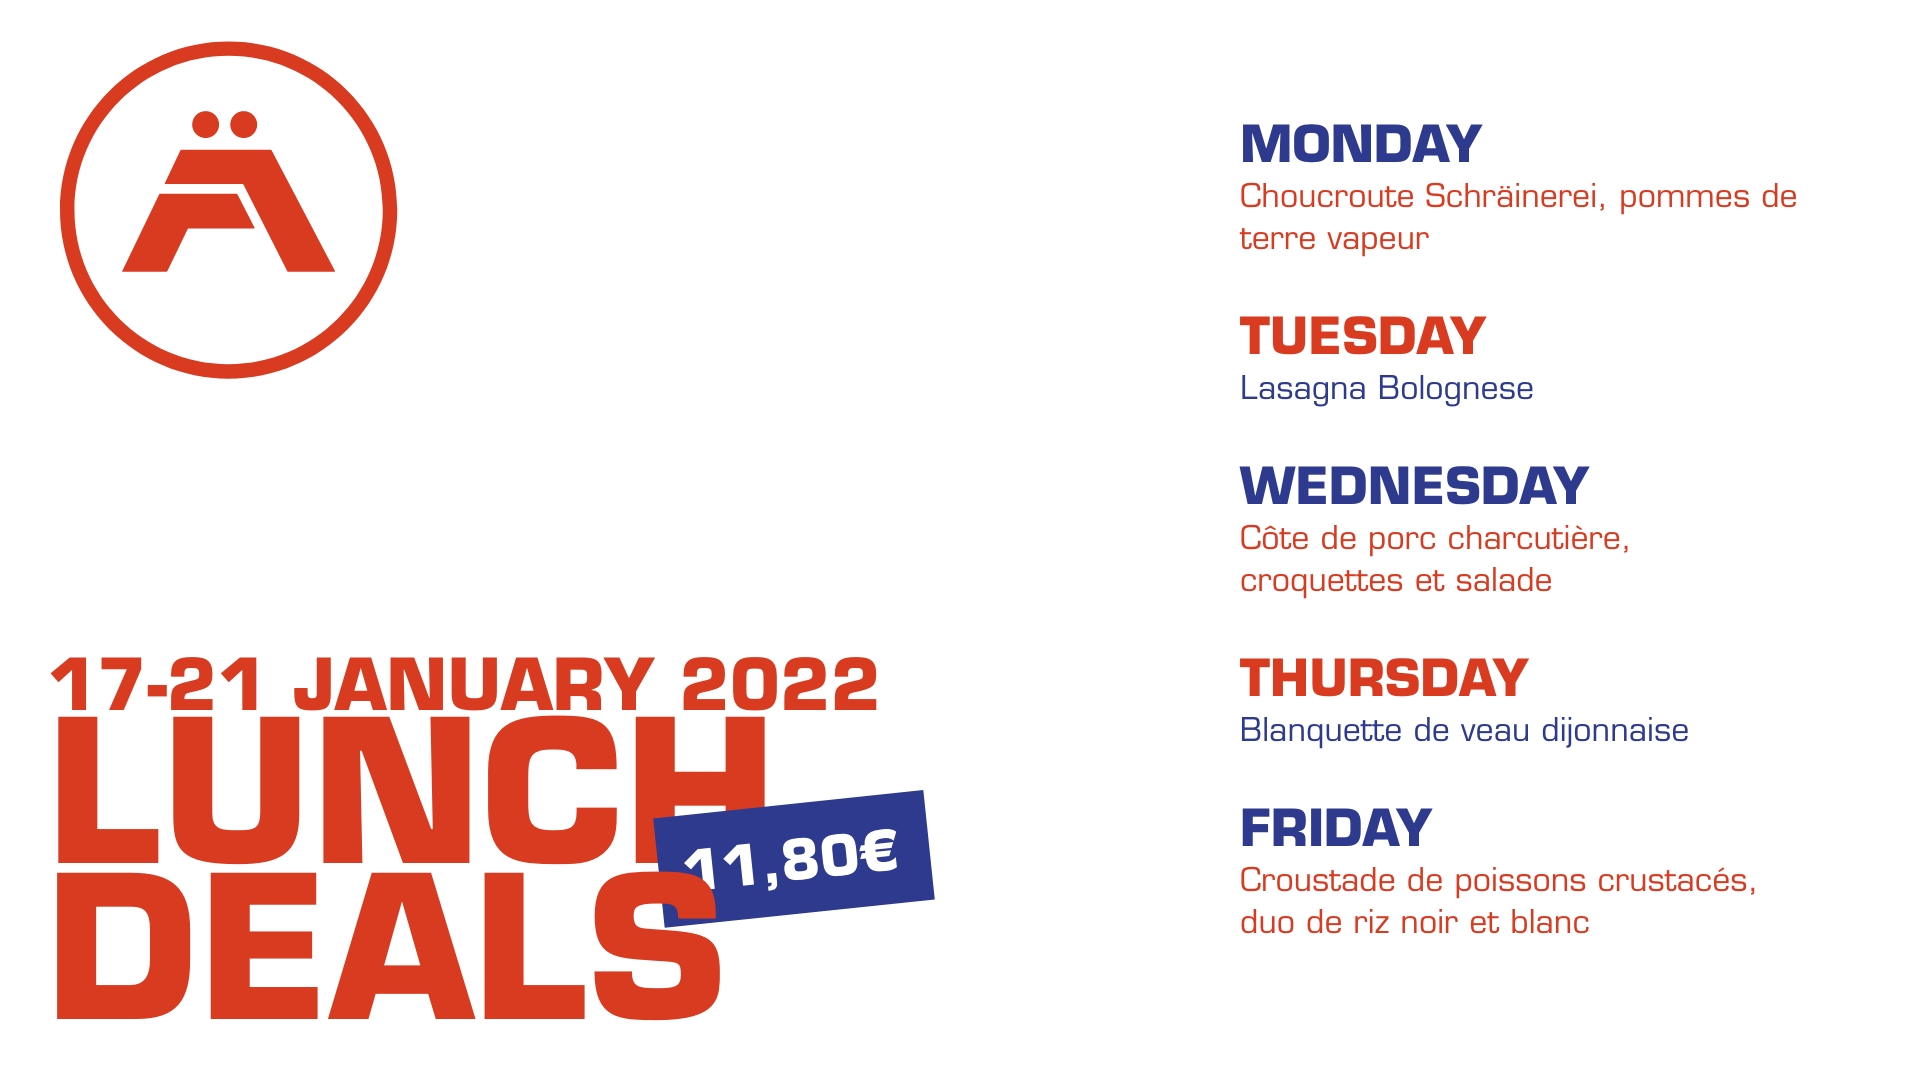 Ä
17-21 JANUARY 2022
LUNCH
11,80€
DEALS
MONDAY
Choucroute Schräinerei, pommes de
terre vapeur
TUESDAY
Lasagna Bolognese
WEDNESDAY
Côte de porc charcutière,
croquettes et salade
THURSDAY
Blanquette de veau dijonnaise
FRIDAY
Croustade de poissons crustacés,
duo de riz noir et blanc